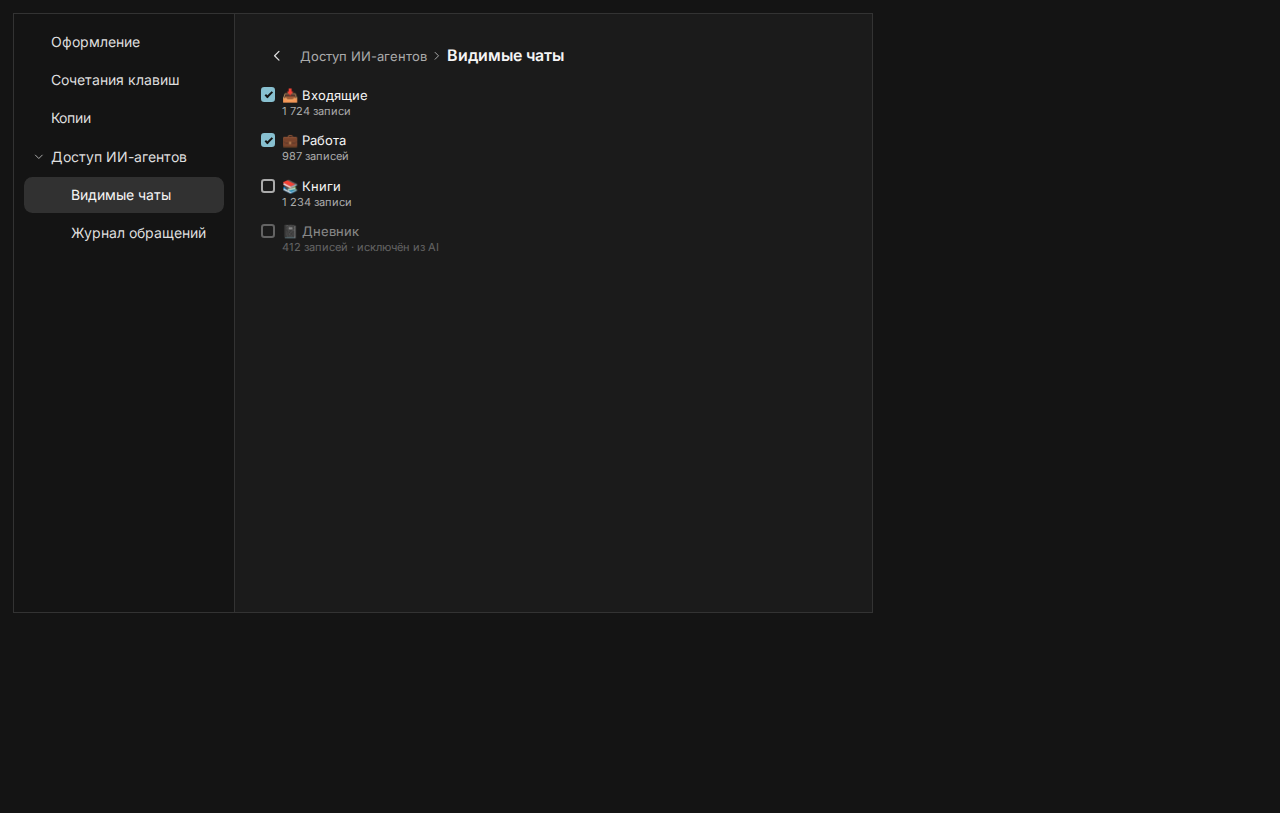 Оформление
Сочетания клавиш
Копии
Доступ ИИ-агентов
Видимые чаты
Журнал обращений
Доступ ИИ-агентов > Видимые чаты
Входящие
1 724 записи
Работа
987 записей
Книги
1 234 записи
Дневник
412 записей · исключён из AI